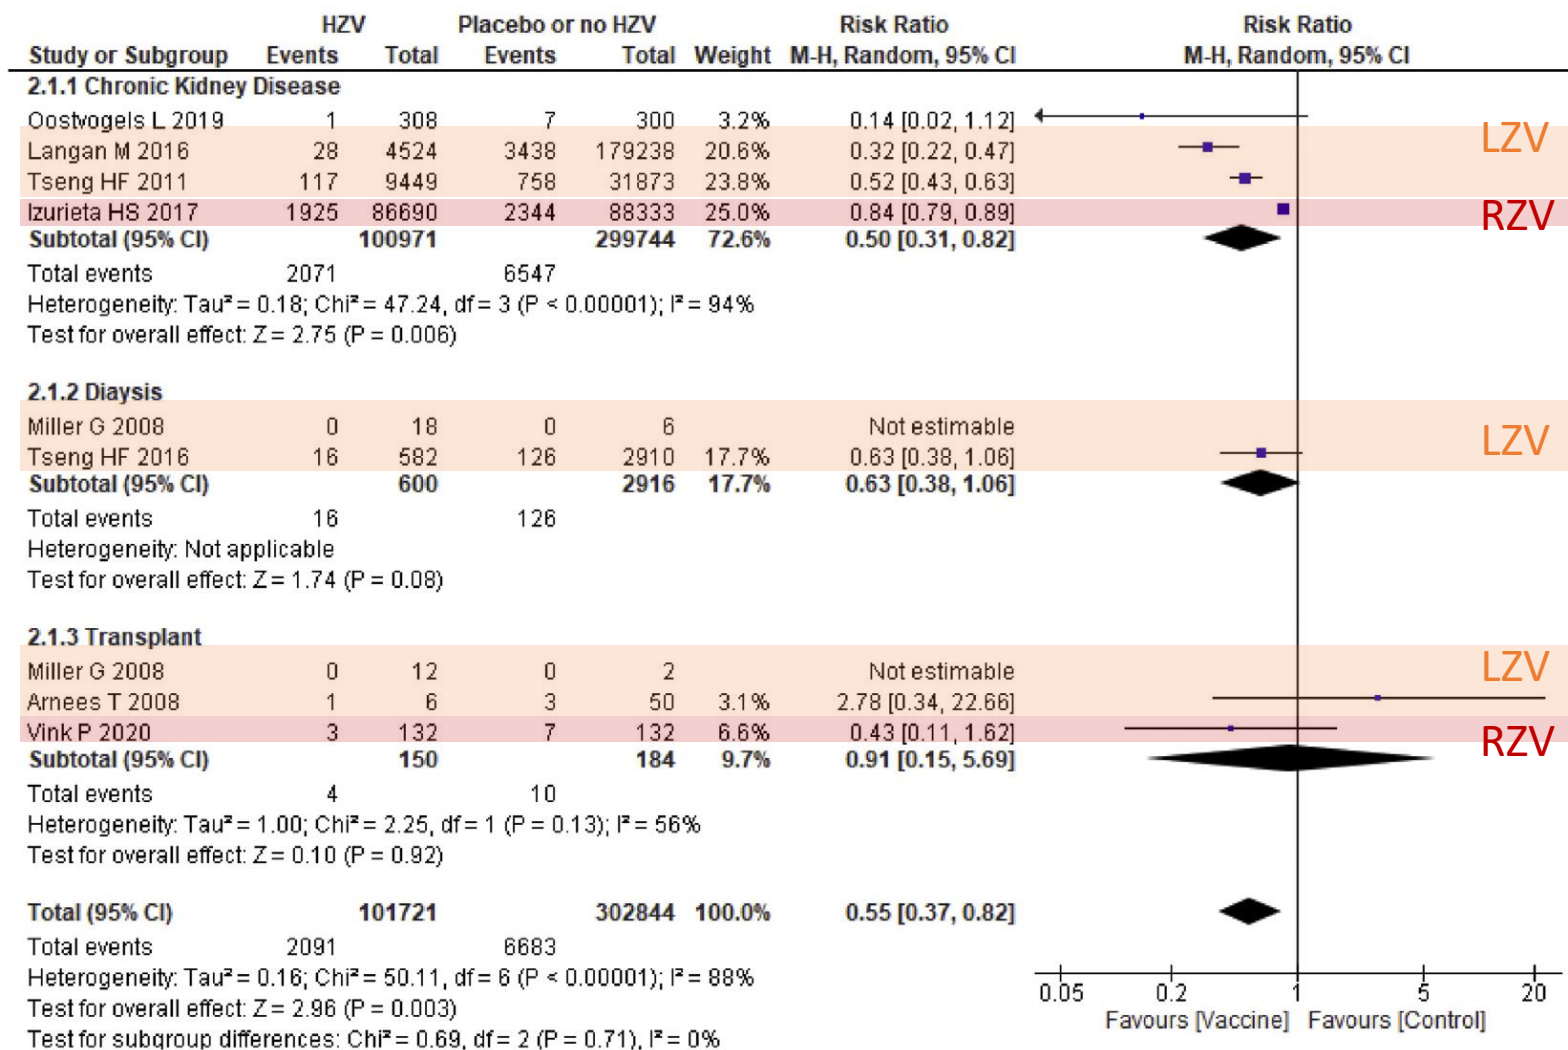 HZV Placebo or no HZV Risk Ratio Risk Ratio
Study or Subgroup Events Total Events Total Weight M-H, Random, 95% CI M-H, Random, 95% CI
2.1.1 Chronic Kidney Disease
Oostvogels L 2019 1 308 7 300 3.2% 0.14 [0.02, 1.12]
LZV
Langan M 2016 28 4524 3438 179238 20.6% 0.32 [0.22, 0.47]
Tseng HF 2011 117 9449 758 31873 23.8% 0.52 [0.43, 0.63]
Izurieta HS 2017 1925 86690 2344 88333 25.0% 0.84 [0.79, 0.89] RZV
Subtotal (95% CI) 100971 299744 72.6% 0.50 [0.31, 0.82]
Total events 2071 6547
Heterogeneity: Tau² = 0.18; Chi² = 47.24, df = 3 (P < 0.00001); I² = 94%
Test for overall effect: Z = 2.75 (P = 0.006)
2.1.2 Diaysis
Miller G 2008 0 18 0 6 Not estimable LZV
Tseng HF 2016 16 582 126 2910 17.7% 0.63 [0.38, 1.06]
Subtotal (95% CI) 600 2916 17.7% 0.63 [0.38, 1.06]
Total events 16 126
Heterogeneity: Not applicable
Test for overall effect: Z = 1.74 (P = 0.08)
2.1.3 Transplant
Miller G 2008 0 12 0 2 Not estimable LZV
Arnees T 2008 1 6 3 50 3.1% 2.78 [0.34, 22.66]
Vink P 2020 3 132 7 132 6.6% 0.43 [0.11, 1.62] RZV
Subtotal (95% CI) 150 184 9.7% 0.91 [0.15, 5.69]
Total events 4 10
Heterogeneity: Tau² = 1.00; Chi² = 2.25, df = 1 (P = 0.13); I² = 56%
Test for overall effect: Z = 0.10 (P = 0.92)
Total (95% CI) 101721 302844 100.0% 0.55 [0.37, 0.82]
Total events 2091 6683
Heterogeneity: Tau² = 0.16; Chi² = 50.11, df = 6 (P < 0.00001); I² = 88%
Test for overall effect: Z = 2.96 (P = 0.003)
Test for subgroup differences: Chi² = 0.69, df = 2 (P = 0.71), I² = 0%
0.05 0.2 1 5 20
Favours [Vaccine] Favours [Control]